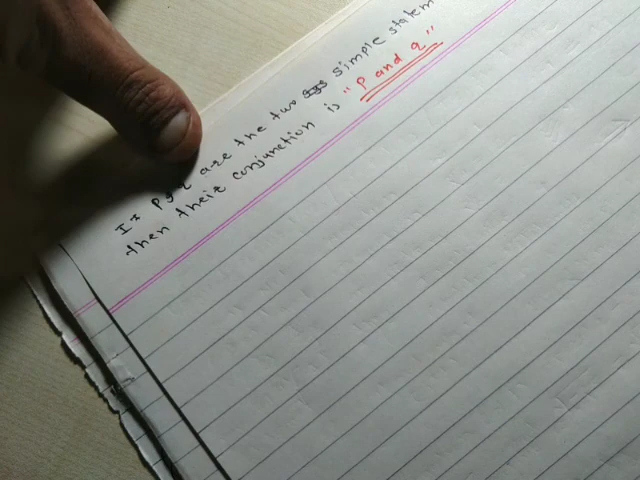 If p, q are the two simple statem
then their conjunction is "p and q"